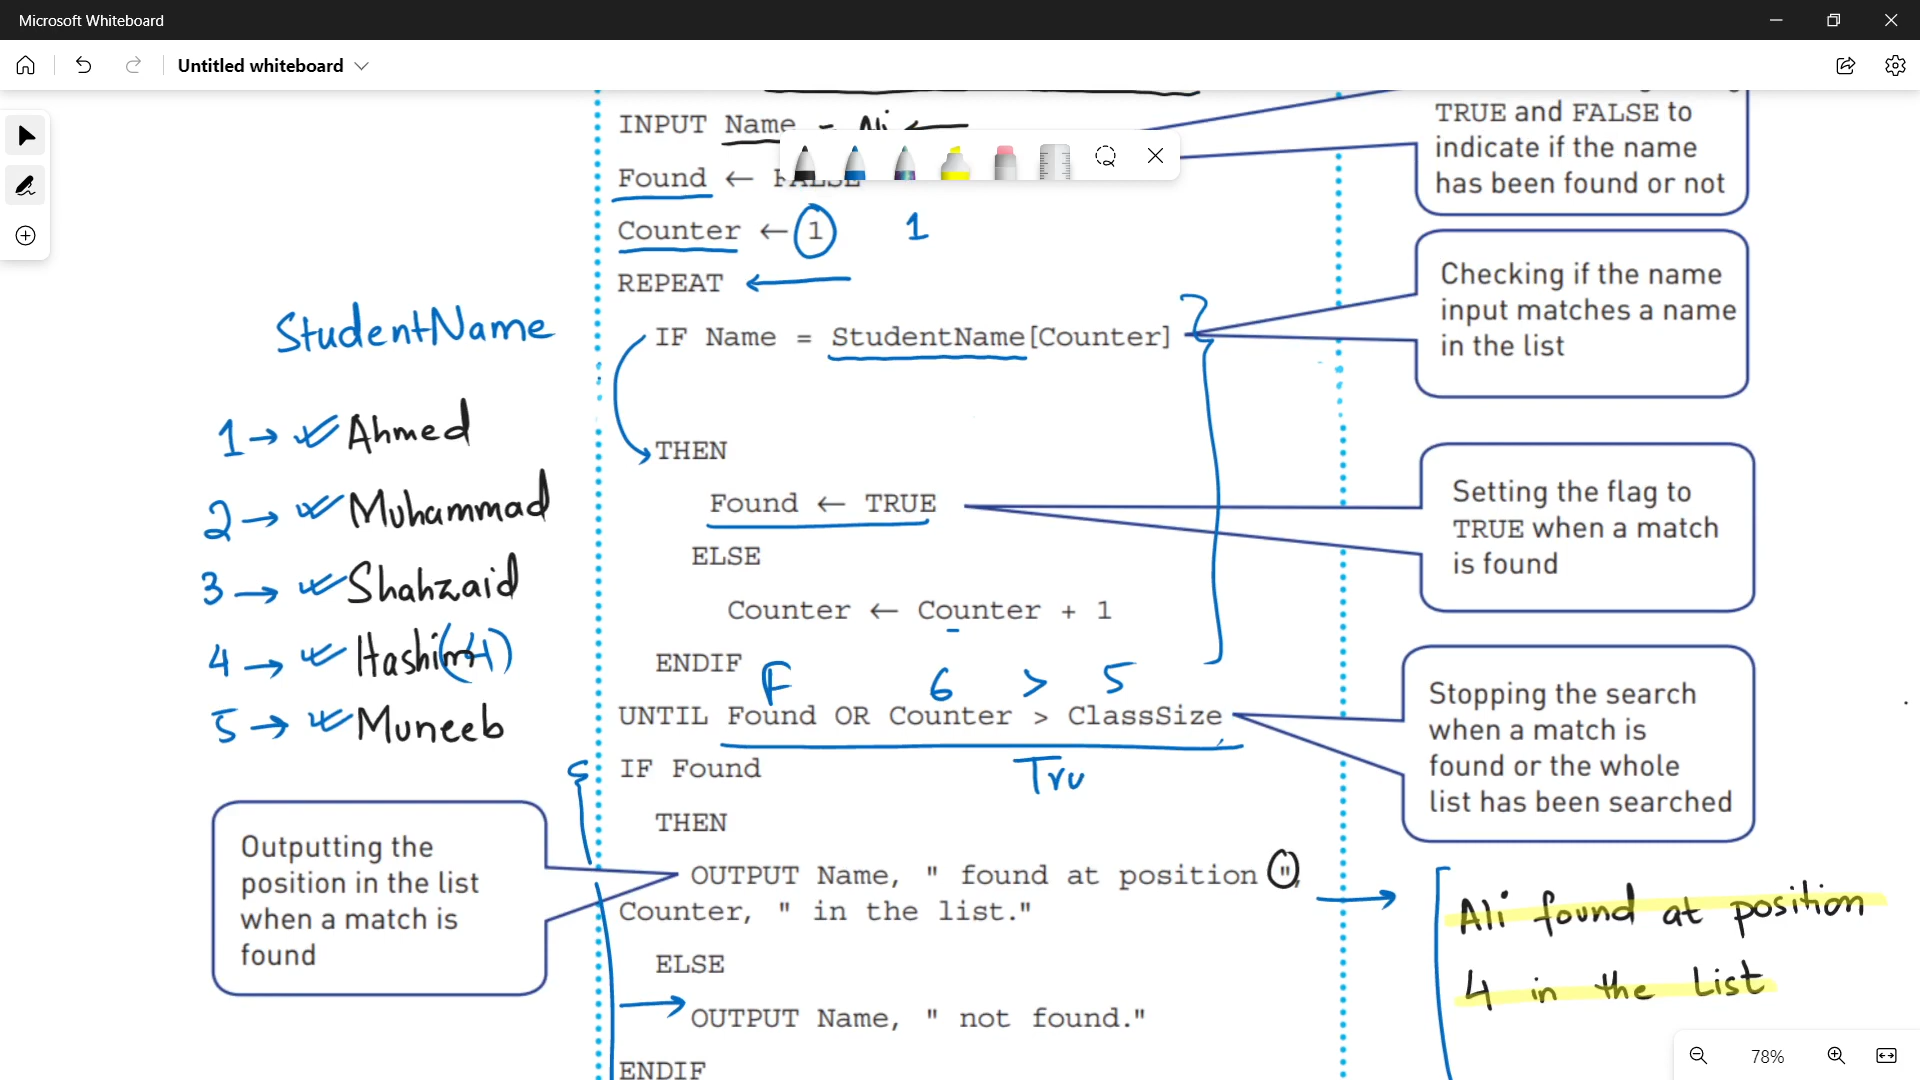 Microsoft Whiteboard
Untitled whiteboard
INPUT Name = Ali
Found ← FALSE
Counter ← 1 1
REPEAT
IF Name = StudentName[Counter]
THEN
Found ← TRUE
ELSE
Counter ← Counter + 1
ENDIF
F 6 > 5
UNTIL Found OR Counter > ClassSize
Tru
IF Found
THEN
OUTPUT Name, " found at position ",
Counter, " in the list."
ELSE
OUTPUT Name, " not found."
ENDIF
StudentName
1 → Ahmed
2 → Muhammad
3 → Shahzaid
4 → Hashim (4)
5 → Muneeb
Outputting the
position in the list
when a match is
found
TRUE and FALSE to
indicate if the name
has been found or not
Checking if the name
input matches a name
in the list
Setting the flag to
TRUE when a match
is found
Stopping the search
when a match is
found or the whole
list has been searched
Ali found at position
4 in the List
78%